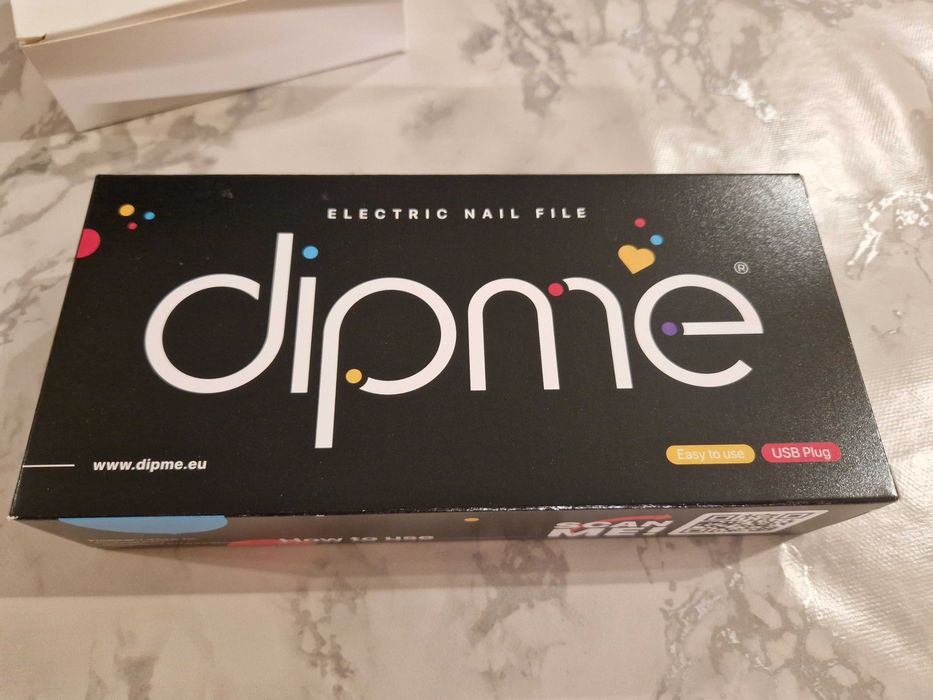 ELECTRIC NAIL FILE
dipme®
www.dipme.eu
Easy to use
USB Plug
How to use
SCAN
ME!